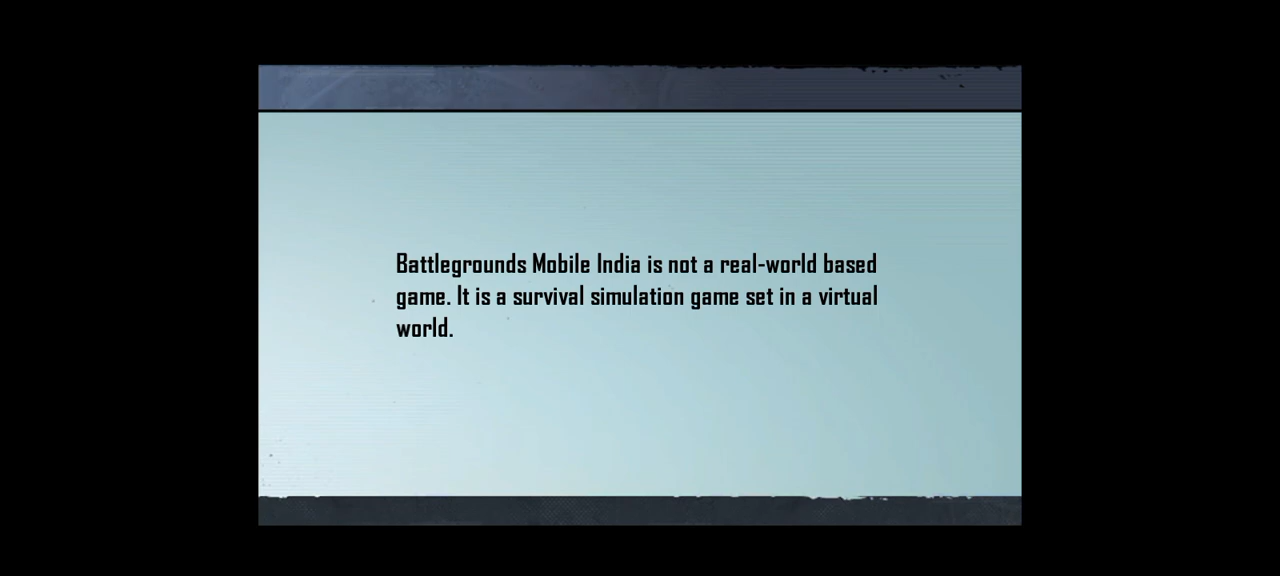 Battlegrounds Mobile India is not a real-world based
game. It is a survival simulation game set in a virtual
world.